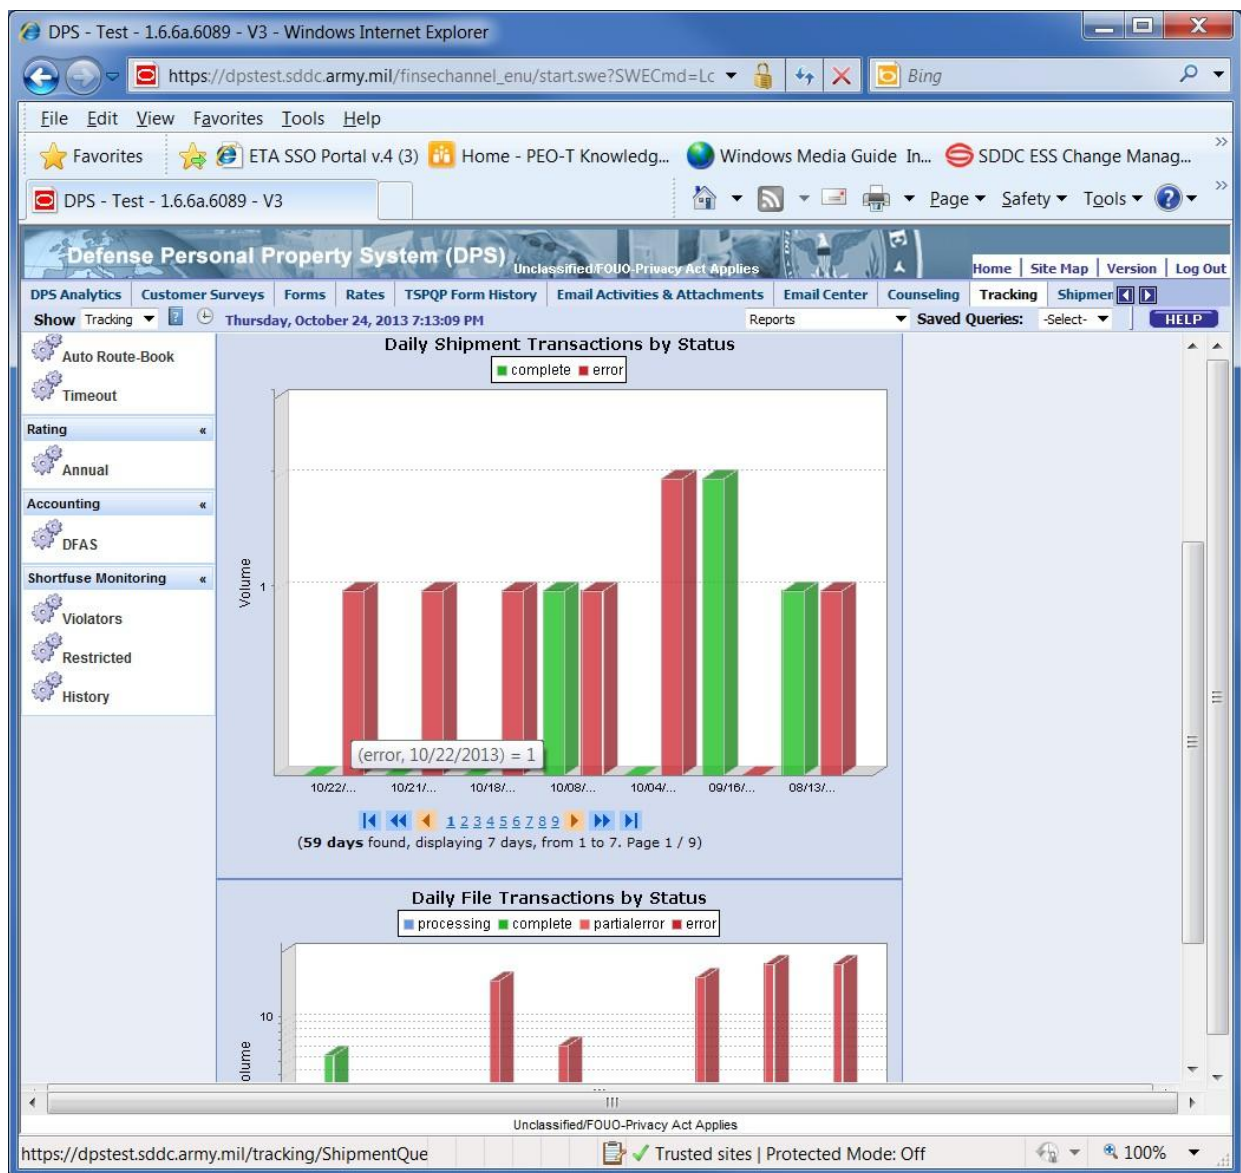 DPS - Test - 1.6.6a.6089 - V3 - Windows Internet Explorer
https://dpstest.sddc.army.mil/finsechannel_enu/start.swe?SWECmd=Lc
Bing
File Edit View Favorites Tools Help
Favorites ETA SSO Portal v.4 (3) Home - PEO-T Knowledg... Windows Media Guide In... SDDC ESS Change Manag...
DPS - Test - 1.6.6a.6089 - V3
Page Safety Tools
Defense Personal Property System (DPS)
Unclassified/FOUO-Privacy Act Applies
Home | Site Map | Version | Log Out
DPS Analytics Customer Surveys Forms Rates TSPQP Form History Email Activities & Attachments Email Center Counseling Tracking Shipmen
Show Tracking Thursday, October 24, 2013 7:13:09 PM Reports Saved Queries: -Select- HELP
Auto Route-Book
Timeout
Rating «
Annual
Accounting «
DFAS
Shortfuse Monitoring «
Violators
Restricted
History
Daily Shipment Transactions by Status
complete error
Volume
1
(error, 10/22/2013) = 1
10/22/... 10/21/... 10/18/... 10/08/... 10/04/... 09/16/... 08/13/...
1 2 3 4 5 6 7 8 9
(59 days found, displaying 7 days, from 1 to 7. Page 1 / 9)
Daily File Transactions by Status
processing complete partialerror error
10
olume
Unclassified/FOUO-Privacy Act Applies
https://dpstest.sddc.army.mil/tracking/ShipmentQue
Trusted sites | Protected Mode: Off
100%